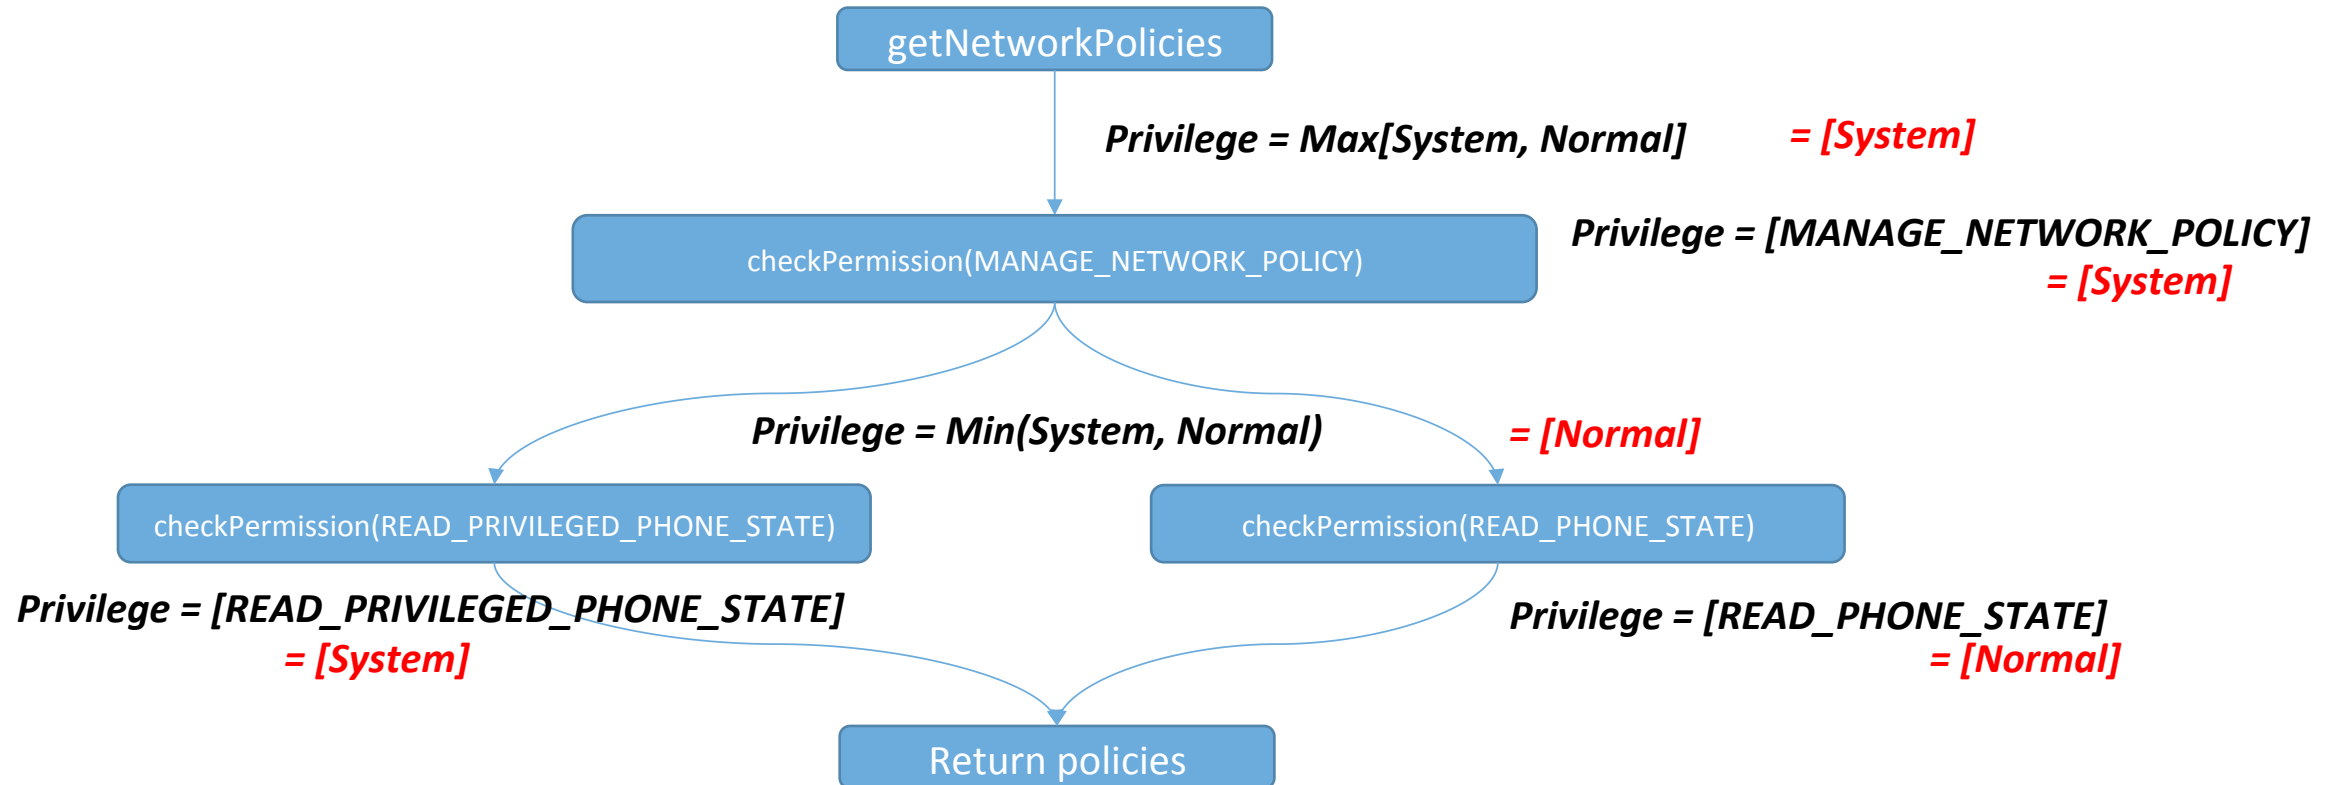 getNetworkPolicies
Privilege = Max[System, Normal] = [System]
checkPermission(MANAGE_NETWORK_POLICY)
Privilege = [MANAGE_NETWORK_POLICY]
= [System]
Privilege = Min(System, Normal) = [Normal]
checkPermission(READ_PRIVILEGED_PHONE_STATE)
checkPermission(READ_PHONE_STATE)
Privilege = [READ_PRIVILEGED_PHONE_STATE]
= [System]
Privilege = [READ_PHONE_STATE]
= [Normal]
Return policies